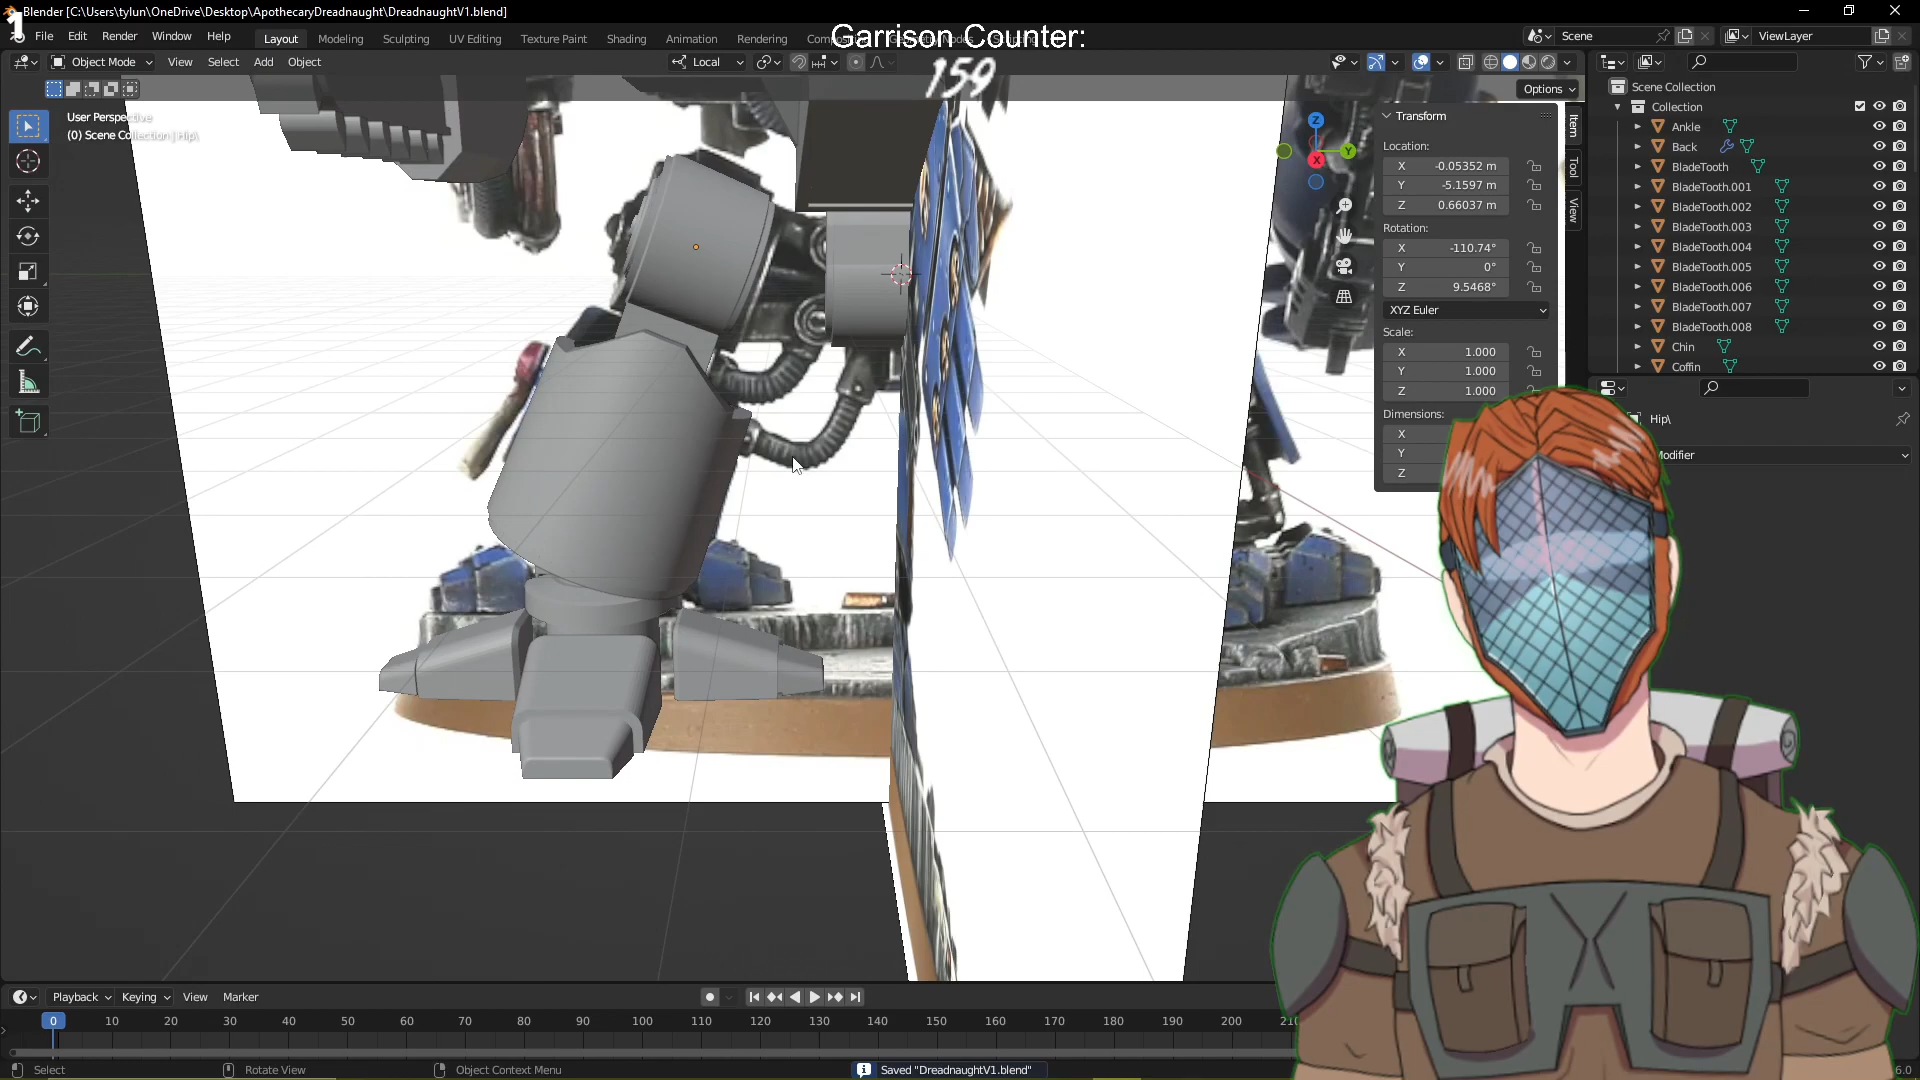 1
Blender [C:\Users\tylun\OneDrive\Desktop\ApothecaryDreadnaught\DreadnaughtV1.blend]
File Edit Render Window Help
Layout Modeling Sculpting UV Editing Texture Paint Shading Animation Rendering
Garrison Counter:
159
Scene
ViewLayer
Object Mode View Select Add Object
Local
Options
User Perspective
(0) Scene Collection | Hip\
Transform
Location:
X -0.05352 m
Y -5.1597 m
Z 0.66037 m
Rotation:
X -110.74°
Y 0°
Z 9.5468°
XYZ Euler
Scale:
X 1.000
Y 1.000
Z 1.000
Dimensions:
X
Y
Z
Item
Tool
View
Z
Y
X
Scene Collection
Collection
Ankle
Back
BladeTooth
BladeTooth.001
BladeTooth.002
BladeTooth.003
BladeTooth.004
BladeTooth.005
BladeTooth.006
BladeTooth.007
BladeTooth.008
Chin
Coffin
Hip\
Modifier
Playback Keying View Marker
0 10 20 30 40 50 60 70 80 90 100 110 120 130 140 150 160 170 180 190 200
Select
Rotate View
Object Context Menu
Saved "DreadnaughtV1.blend"
6.0